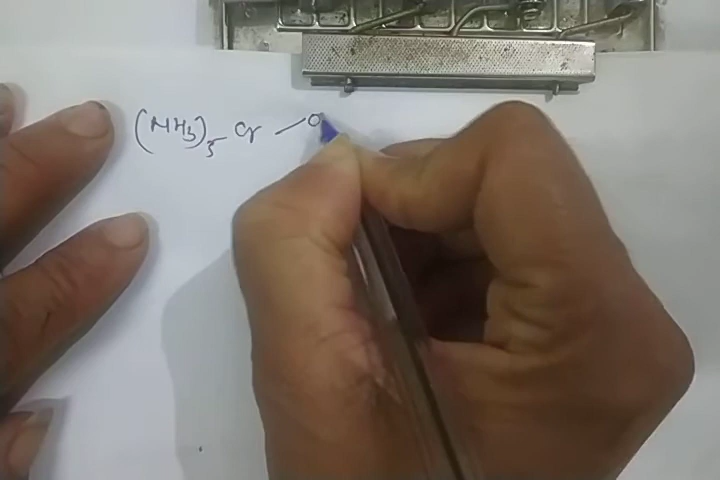 (NH3)5 Cr — O